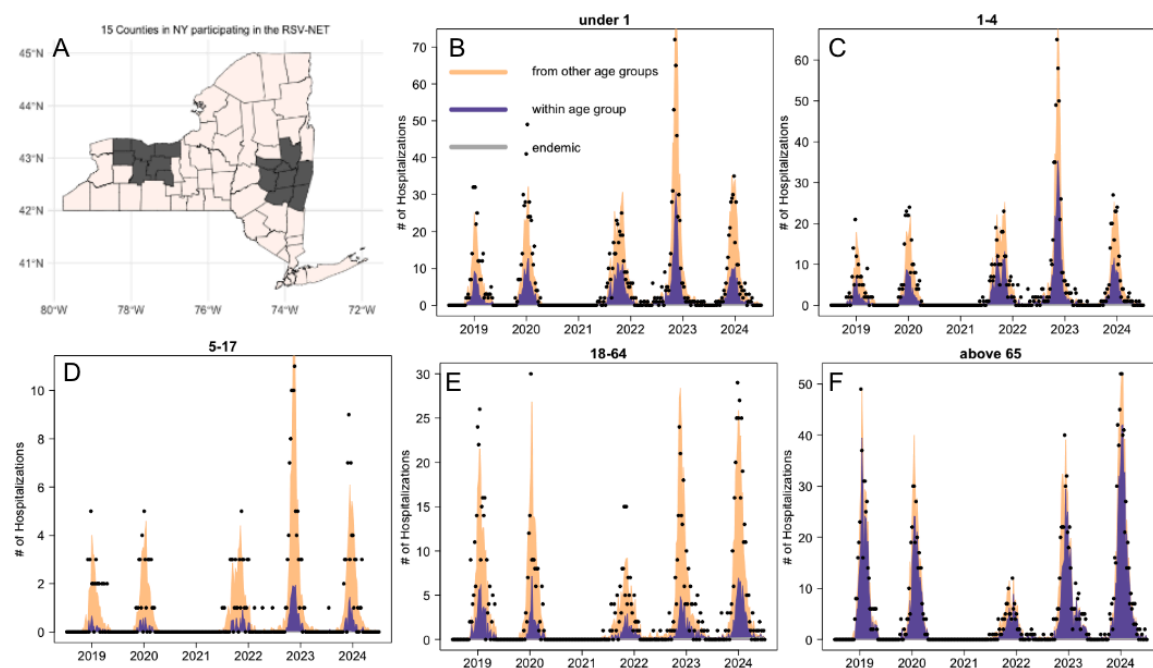 15 Counties in NY participating in the RSV-NET
A
45°N
44°N
43°N
42°N
41°N
80°W 78°W 76°W 74°W 72°W
under 1
B
from other age groups
within age group
endemic
# of Hospitalizations
70
60
50
40
30
20
10
0
2019 2020 2021 2022 2023 2024
1-4
C
# of Hospitalizations
60
50
40
30
20
10
0
2019 2020 2021 2022 2023 2024
5-17
D
# of Hospitalizations
10
8
6
4
2
0
2019 2020 2021 2022 2023 2024
18-64
E
# of Hospitalizations
30
25
20
15
10
5
0
2019 2020 2021 2022 2023 2024
above 65
F
# of Hospitalizations
50
40
30
20
10
0
2019 2020 2021 2022 2023 2024